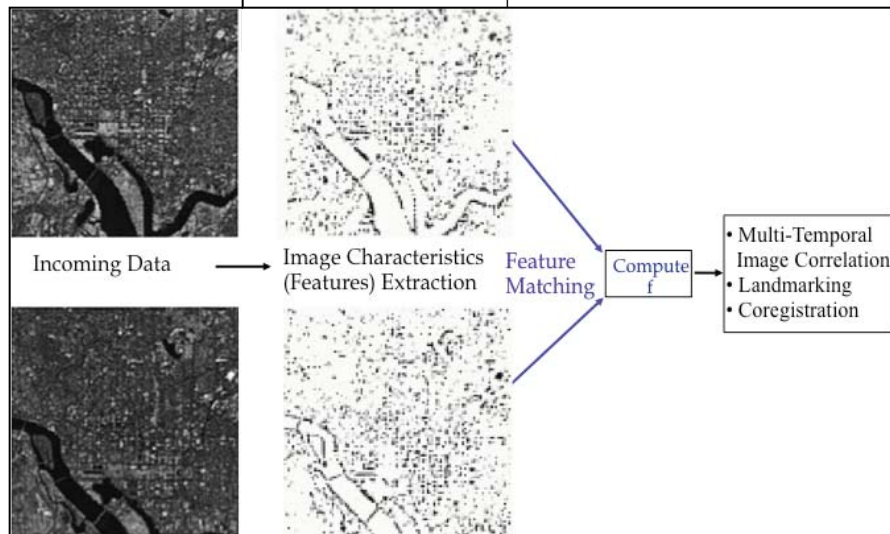 Incoming Data
Image Characteristics
(Features) Extraction
Feature
Matching
Compute
f
• Multi-Temporal
Image Correlation
• Landmarking
• Coregistration